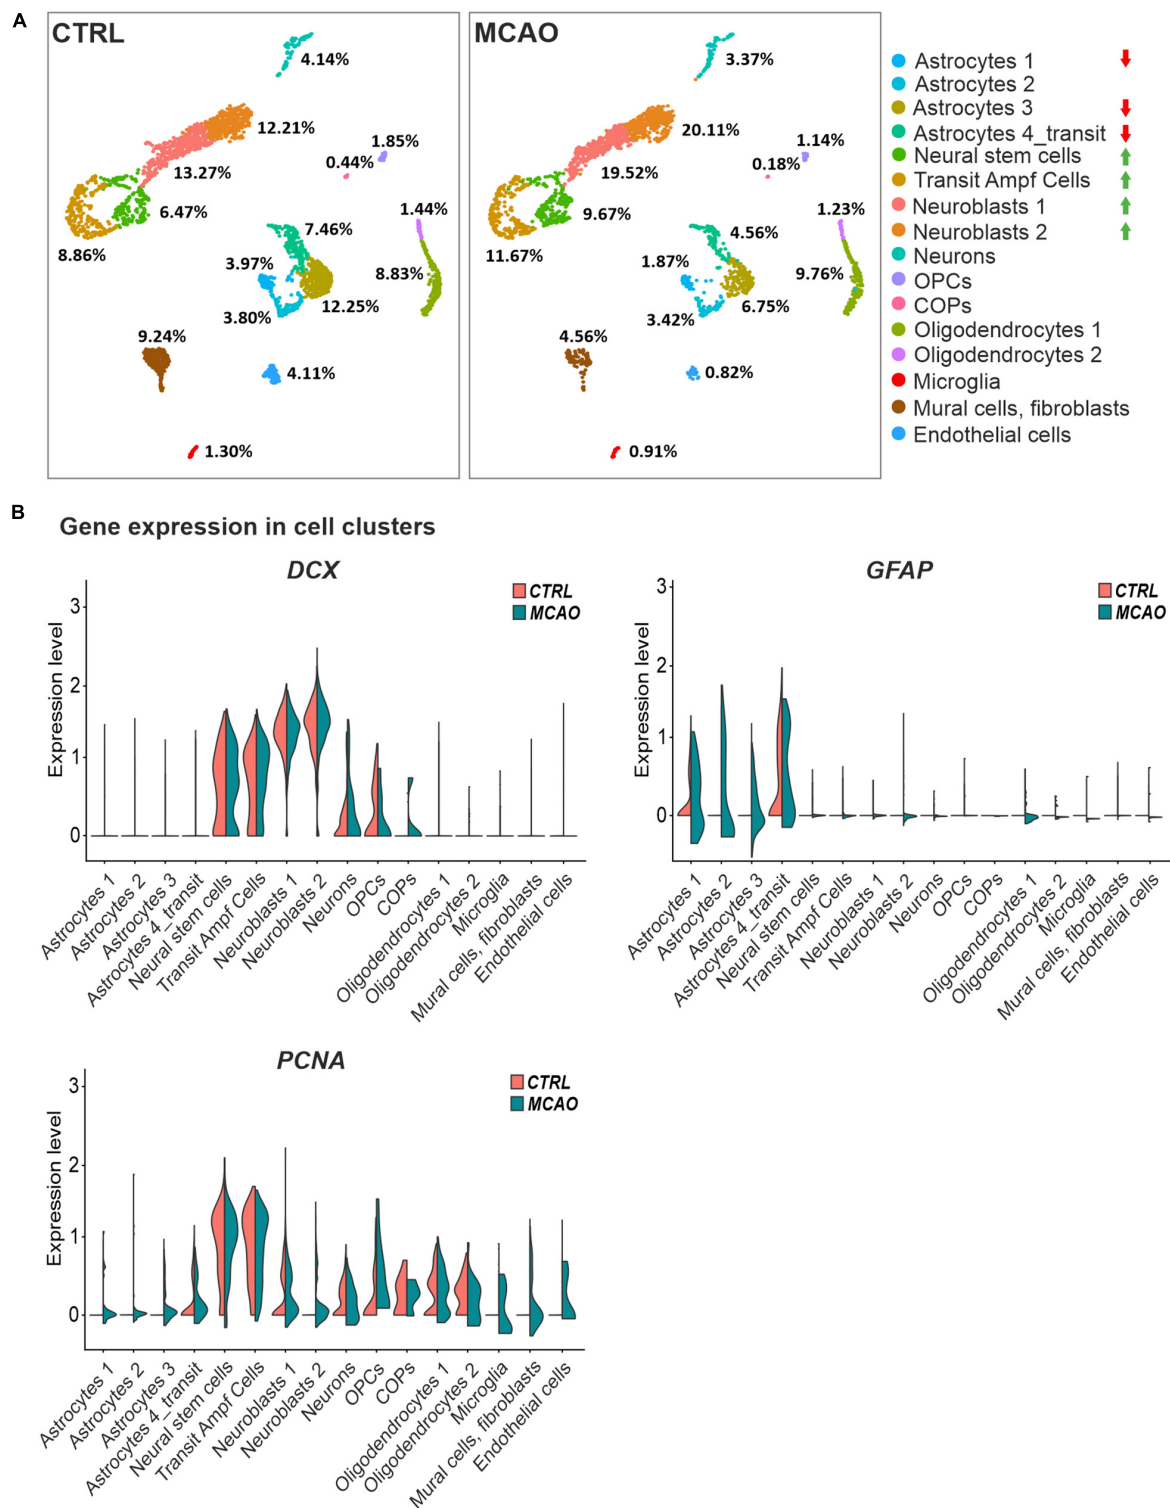 A
CTRL
4.14%
12.21%
1.85%
0.44%
13.27%
6.47%
1.44%
7.46%
8.86%
3.97%
8.83%
12.25%
3.80%
9.24%
4.11%
1.30%
MCAO
3.37%
20.11%
1.14%
0.18%
19.52%
9.67%
1.23%
4.56%
11.67%
1.87%
9.76%
6.75%
3.42%
4.56%
0.82%
0.91%
Astrocytes 1
Astrocytes 2
Astrocytes 3
Astrocytes 4_transit
Neural stem cells
Transit Ampf Cells
Neuroblasts 1
Neuroblasts 2
Neurons
OPCs
COPs
Oligodendrocytes 1
Oligodendrocytes 2
Microglia
Mural cells, fibroblasts
Endothelial cells
B
Gene expression in cell clusters
DCX
CTRL
MCAO
Expression level
3
2
1
0
Astrocytes 1
Astrocytes 2
Astrocytes 3
Astrocytes 4_transit
Neural stem cells
Transit Ampf Cells
Neuroblasts 1
Neuroblasts 2
Neurons
OPCs
COPs
Oligodendrocytes 1
Oligodendrocytes 2
Microglia
Mural cells, fibroblasts
Endothelial cells
GFAP
CTRL
MCAO
Expression level
3
2
1
0
Astrocytes 1
Astrocytes 2
Astrocytes 3
Astrocytes 4_transit
Neural stem cells
Transit Ampf Cells
Neuroblasts 1
Neuroblasts 2
Neurons
OPCs
COPs
Oligodendrocytes 1
Oligodendrocytes 2
Microglia
Mural cells, fibroblasts
Endothelial cells
PCNA
CTRL
MCAO
Expression level
3
2
1
0
Astrocytes 1
Astrocytes 2
Astrocytes 3
Astrocytes 4_transit
Neural stem cells
Transit Ampf Cells
Neuroblasts 1
Neuroblasts 2
Neurons
OPCs
COPs
Oligodendrocytes 1
Oligodendrocytes 2
Microglia
Mural cells, fibroblasts
Endothelial cells